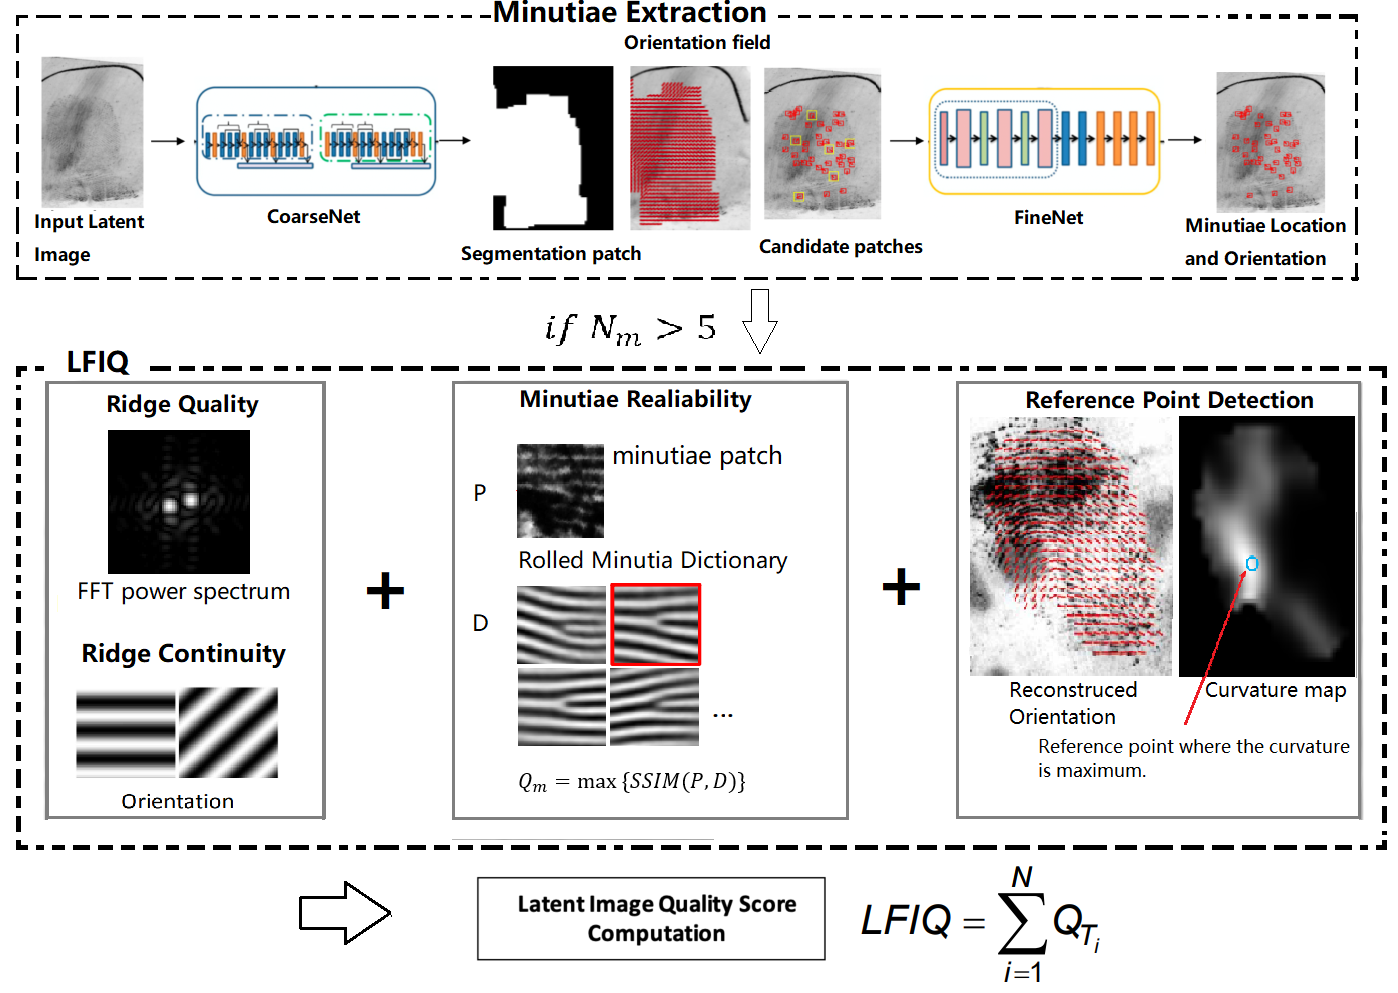 Minutiae Extraction
Orientation field
Input Latent
Image
CoarseNet
Segmentation patch
Candidate patches
FineNet
Minutiae Location
and Orientation
if N_m > 5
LFIQ
Ridge Quality
FFT power spectrum
Ridge Continuity
Orientation
+
Minutiae Realiability
P
minutiae patch
Rolled Minutia Dictionary
D
...
Q_m = max {SSIM(P, D)}
+
Reference Point Detection
Reconstruced
Orientation
Curvature map
Reference point where the curvature
is maximum.
Latent Image Quality Score
Computation
LFIQ = \sum_{i=1}^{N} Q_{T_i}